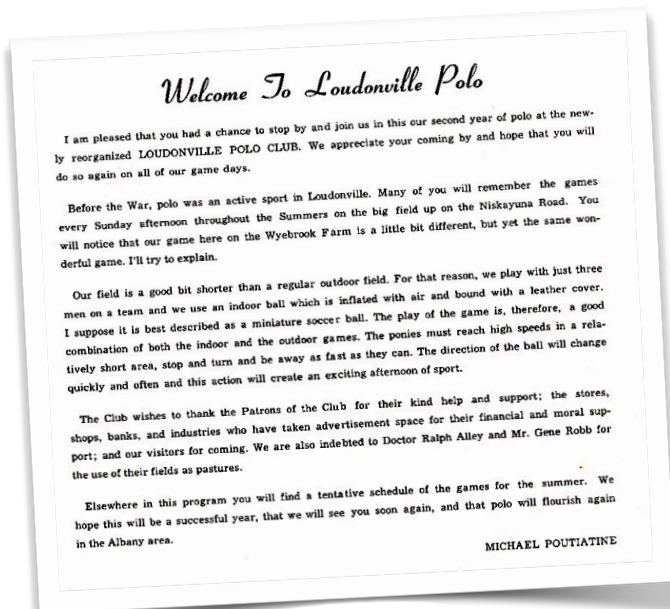 Welcome To Loudonville Polo
I am pleased that you had a chance to stop by and join us in this our second year of polo at the new-
ly reorganized LOUDONVILLE POLO CLUB. We appreciate your coming by and hope that you will
do so again on all of our game days.
Before the War, polo was an active sport in Loudonville. Many of you will remember the games
every Sunday afternoon throughout the Summers on the big field up on the Niskayuna Road. You
will notice that our game here on the Wyebrook Farm is a little bit different, but yet the same won-
derful game. I'll try to explain.
Our field is a good bit shorter than a regular outdoor field. For that reason, we play with just three
men on a team and we use an indoor ball which is inflated with air and bound with a leather cover.
I suppose it is best described as a miniature soccer ball. The play of the game is, therefore, a good
combination of both the indoor and the outdoor games. The ponies must reach high speeds in a rela-
tively short area, stop and turn and be away as fast as they can. The direction of the ball will change
quickly and often and this action will create an exciting afternoon of sport.
The Club wishes to thank the Patrons of the Club for their kind help and support; the stores,
shops, banks, and industries who have taken advertisement space for their financial and moral sup-
port; and our visitors for coming. We are also indebted to Doctor Ralph Alley and Mr. Gene Robb for
the use of their fields as pastures.
Elsewhere in this program you will find a tentative schedule of the games for the summer. We
hope this will be a successful year, that we will see you soon again, and that polo will flourish again
in the Albany area.
MICHAEL POUTIATINE